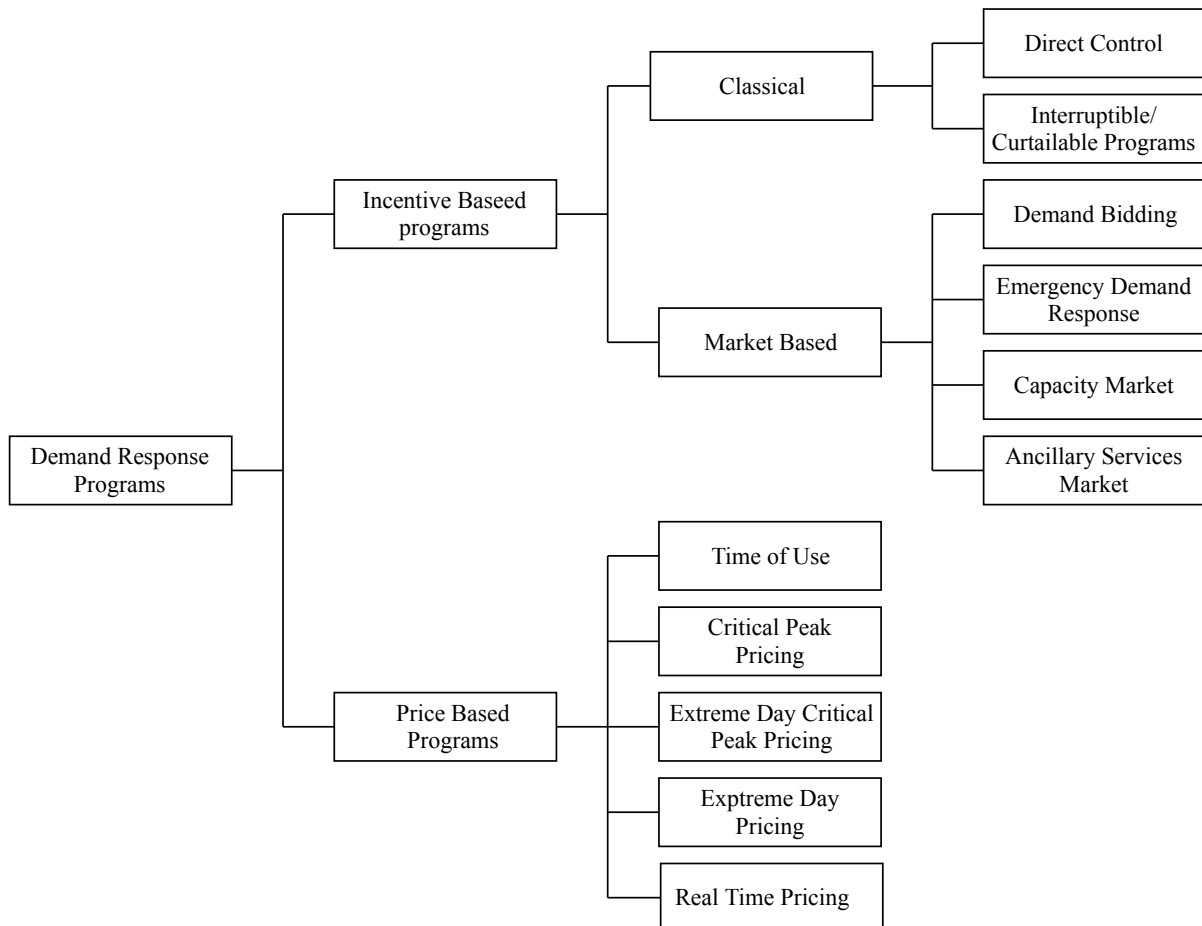 Demand Response
Programs
Incentive Baseed
programs
Classical
Direct Control
Interruptible/
Curtailable Programs
Market Based
Demand Bidding
Emergency Demand
Response
Capacity Market
Ancillary Services
Market
Price Based
Programs
Time of Use
Critical Peak
Pricing
Extreme Day Critical
Peak Pricing
Exptreme Day
Pricing
Real Time Pricing